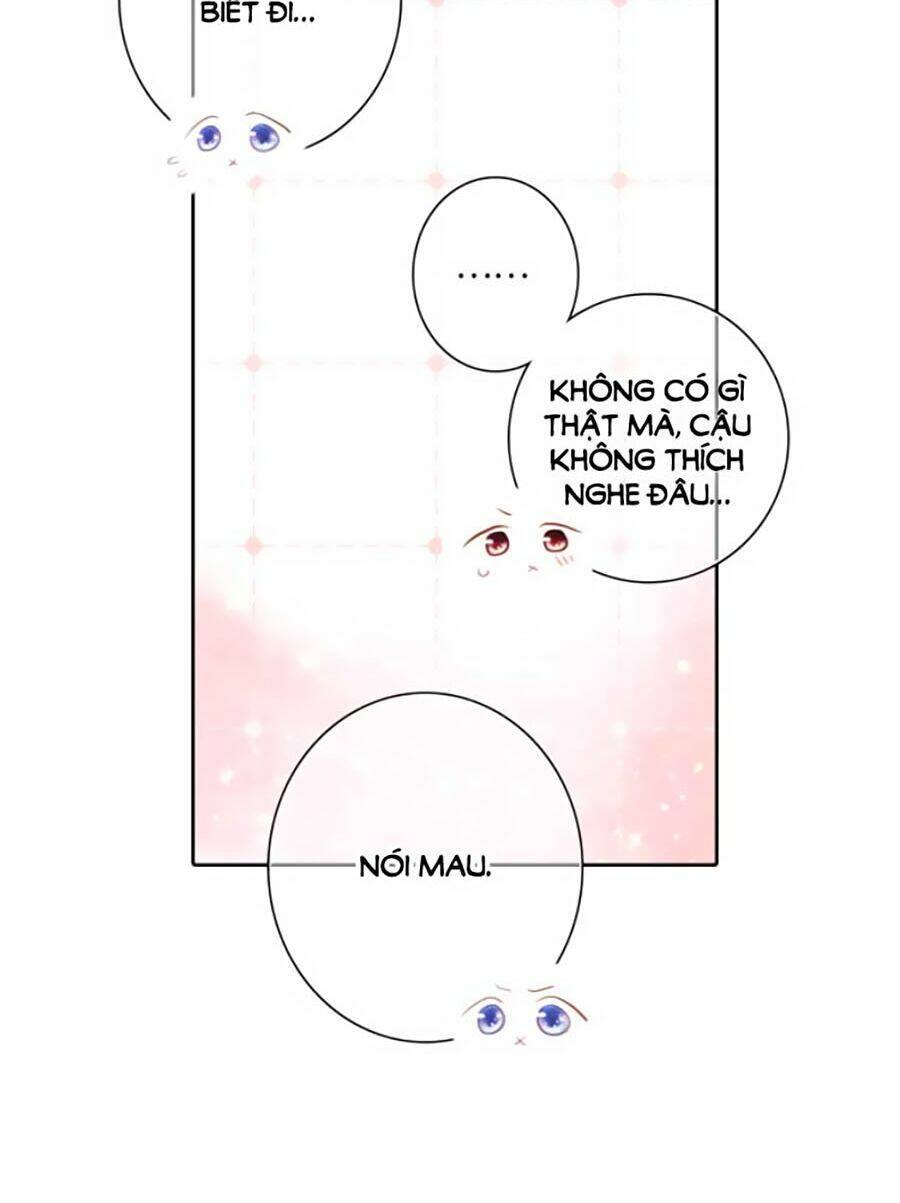 BIẾT ĐI...
......
KHÔNG CÓ GÌ
THẬT MÀ, CẬU
KHÔNG THÍCH
NGHE ĐÂU...
NÓI MAU.